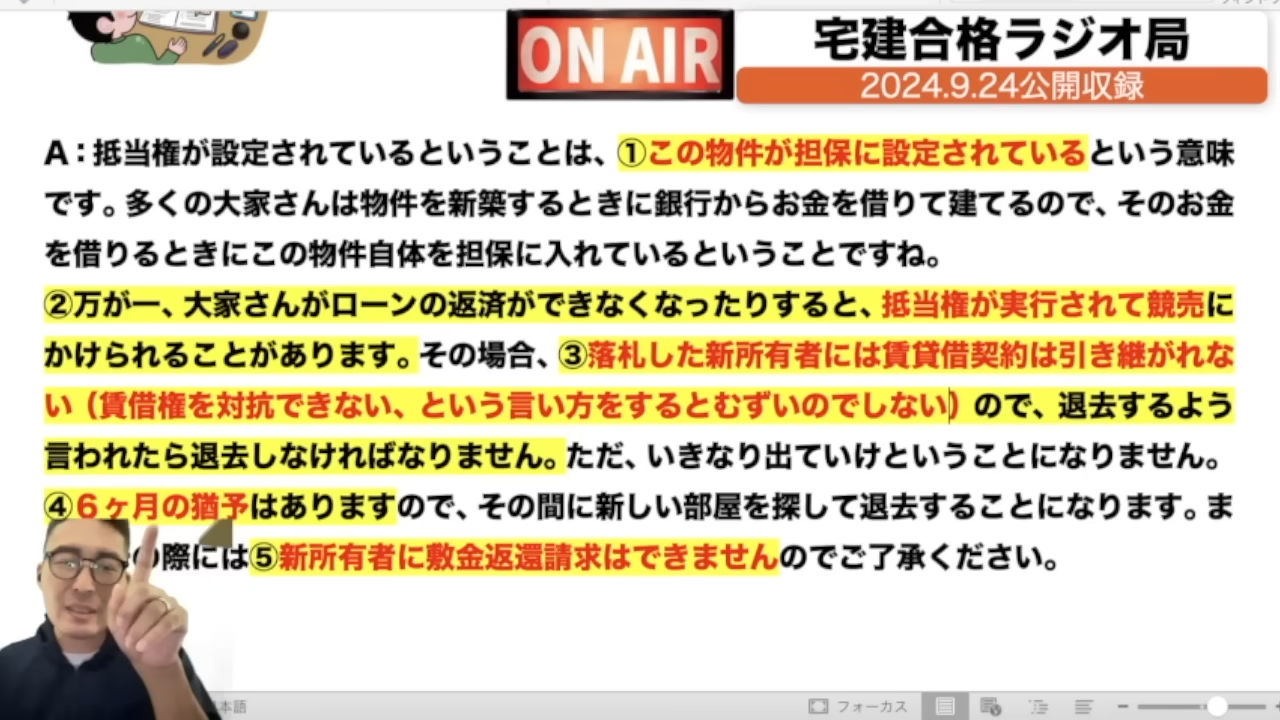 ON AIR
宅建合格ラジオ局
2024.9.24公開収録
A：抵当権が設定されているということは、①この物件が担保に設定されているという意味
です。多くの大家さんは物件を新築するときに銀行からお金を借りて建てるので、そのお金
を借りるときにこの物件自体を担保に入れているということですね。
②万が一、大家さんがローンの返済ができなくなったりすると、抵当権が実行されて競売に
かけられることがあります。その場合、③落札した新所有者には賃貸借契約は引き継がれな
い（賃借権を対抗できない、という言い方をするとむずいのでしない）ので、退去するよう
言われたら退去しなければなりません。ただ、いきなり出ていけということになりません。
④６ヶ月の猶予はありますので、その間に新しい部屋を探して退去することになります。ま
の際には⑤新所有者に敷金返還請求はできませんのでご了承ください。
本語
フォーカス